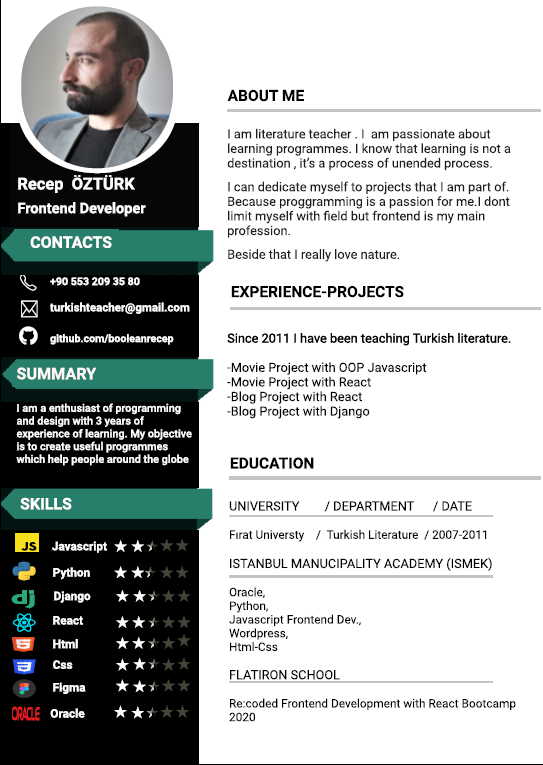 Recep ÖZTÜRK
Frontend Developer
CONTACTS
+90 553 209 35 80
turkishteacher@gmail.com
github.com/booleanrecep
SUMMARY
I am a enthusiast of programming
and design with 3 years of
experience of learning. My objective
is to create useful programmes
which help people around the globe
SKILLS
JS Javascript
Python
dj Django
React
Html
Css
Figma
ORACLE Oracle
ABOUT ME
I am literature teacher . I am passionate about
learning programmes. I know that learning is not a
destination , it's a process of unended process.
I can dedicate myself to projects that I am part of.
Because proggramming is a passion for me.I dont
limit myself with field but frontend is my main
profession.
Beside that I really love nature.
EXPERIENCE-PROJECTS
Since 2011 I have been teaching Turkish literature.
-Movie Project with OOP Javascript
-Movie Project with React
-Blog Project with React
-Blog Project with Django
EDUCATION
UNIVERSITY / DEPARTMENT / DATE
Fırat Universty / Turkish Literature / 2007-2011
ISTANBUL MANUCIPALITY ACADEMY (ISMEK)
Oracle,
Python,
Javascript Frontend Dev.,
Wordpress,
Html-Css
FLATIRON SCHOOL
Re:coded Frontend Development with React Bootcamp
2020